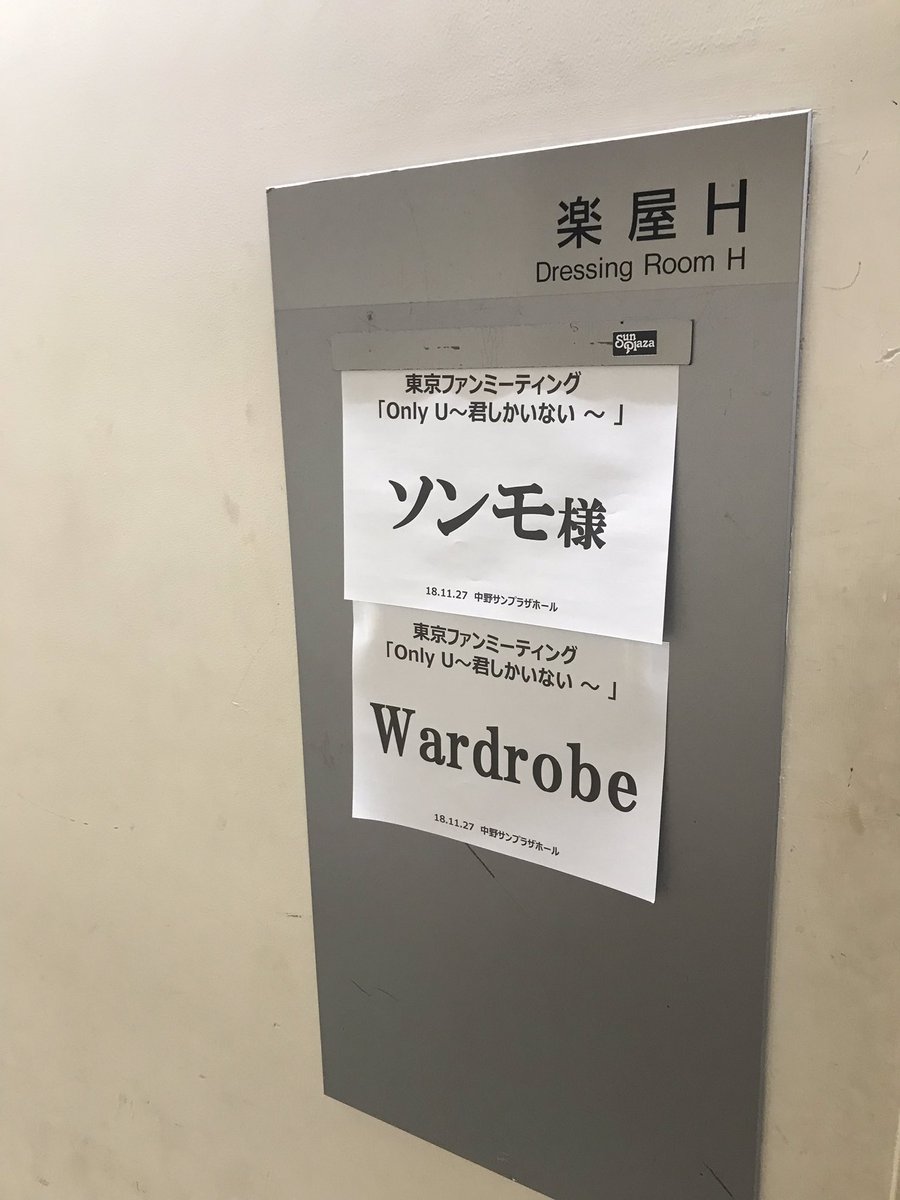 楽屋 H
Dressing Room H
Sun Plaza
東京ファンミーティング
「Only U～君しかいない ～ 」
ソンモ様
18.11.27 中野サンプラザホール
東京ファンミーティング
「Only U～君しかいない ～ 」
Wardrobe
18.11.27 中野サンプラザホール